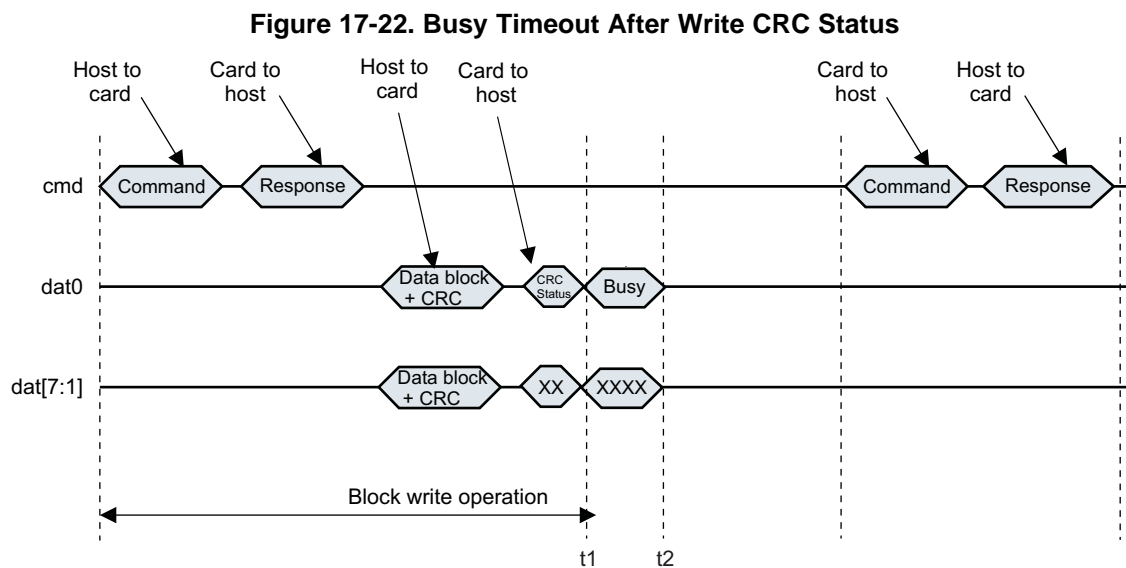 Figure 17-22. Busy Timeout After Write CRC Status
Host to
card
Card to
host
Host to
card
Card to
host
Card to
host
Host to
card
cmd
Command
Response
Command
Response
dat0
Data block
+ CRC
CRC
Status
Busy
dat[7:1]
Data block
+ CRC
XX
XXXX
Block write operation
t1
t2